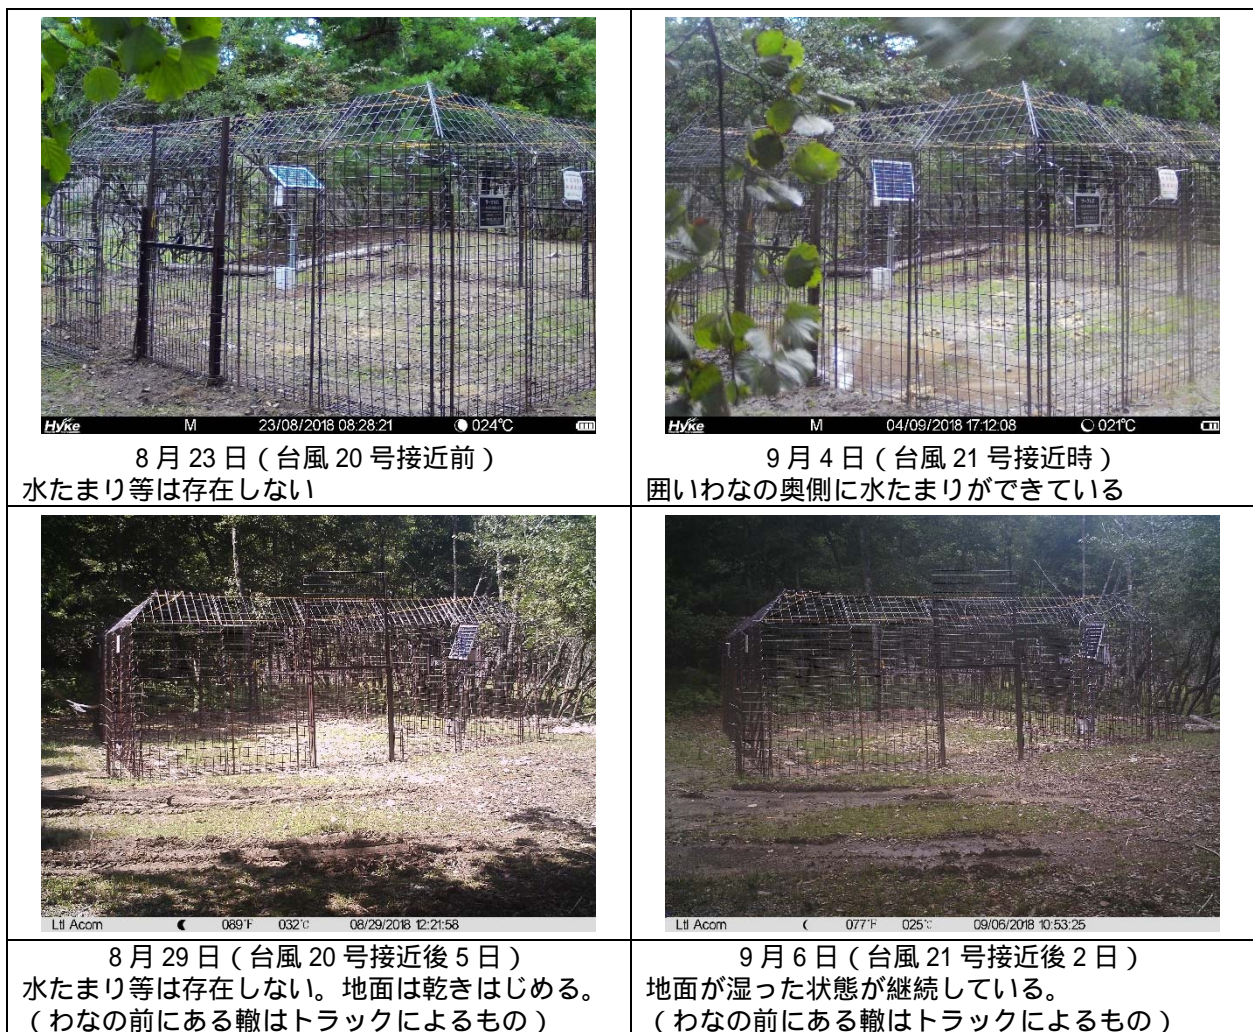 Hyke M 23/08/2018 08:28:21 024℃
8月23日（台風20号接近前）
水たまり等は存在しない
Hyke M 04/09/2018 17:12:08 021℃
9月4日（台風21号接近時）
囲いわなの奥側に水たまりができている
Ltl Acorn 089℉ 032℃ 08/29/2018 12:21:58
8月29日（台風20号接近後5日）
水たまり等は存在しない。地面は乾きはじめる。
（わなの前にある轍はトラックによるもの）
Ltl Acorn 077℉ 025℃ 09/06/2018 10:53:25
9月6日（台風21号接近後2日）
地面が湿った状態が継続している。
（わなの前にある轍はトラックによるもの）